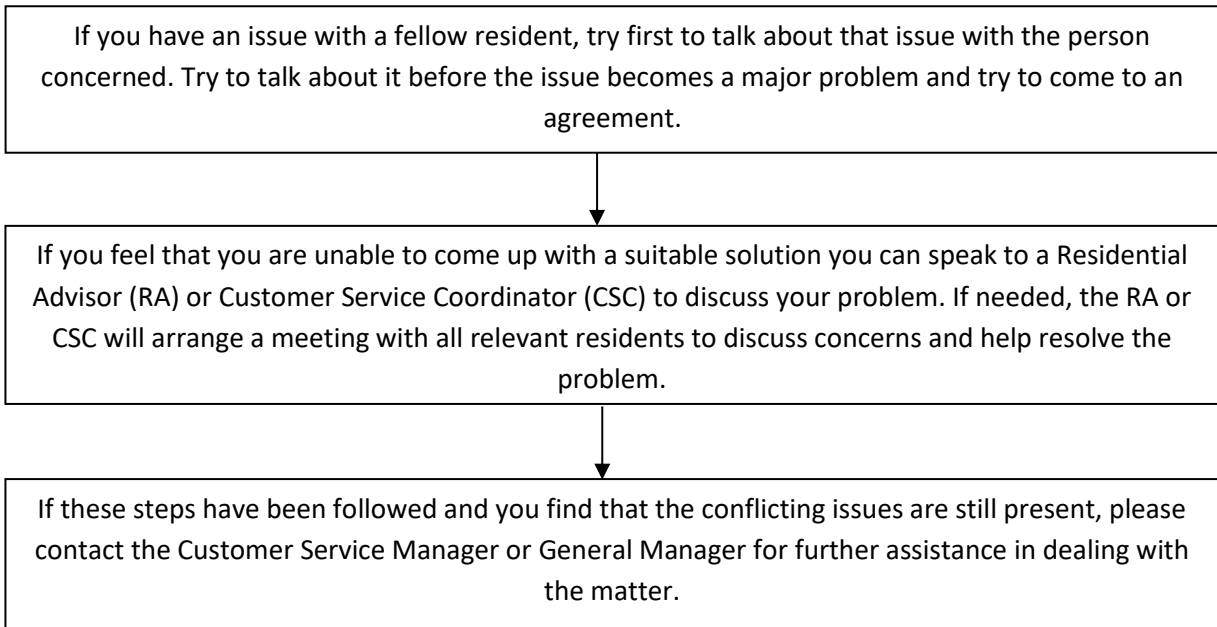 If you have an issue with a fellow resident, try first to talk about that issue with the person
concerned. Try to talk about it before the issue becomes a major problem and try to come to an
agreement.
If you feel that you are unable to come up with a suitable solution you can speak to a Residential
Advisor (RA) or Customer Service Coordinator (CSC) to discuss your problem. If needed, the RA or
CSC will arrange a meeting with all relevant residents to discuss concerns and help resolve the
problem.
If these steps have been followed and you find that the conflicting issues are still present, please
contact the Customer Service Manager or General Manager for further assistance in dealing with
the matter.